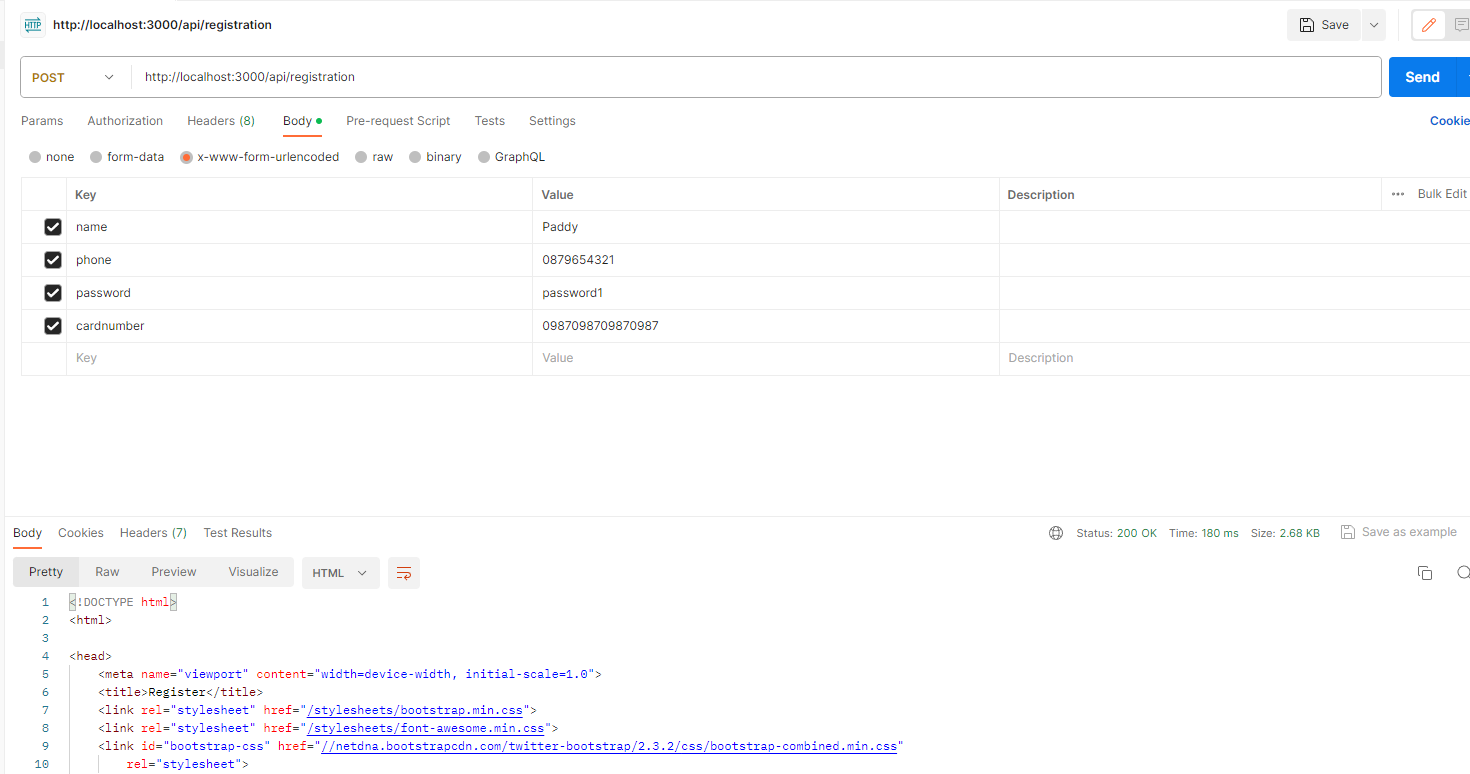 HTTP http://localhost:3000/api/registration Save
POST http://localhost:3000/api/registration Send
Params Authorization Headers (8) Body Pre-request Script Tests Settings Cookie
none form-data x-www-form-urlencoded raw binary GraphQL
Key Value Description Bulk Edit
name Paddy
phone 0879654321
password password1
cardnumber 0987098709870987
Key Value Description
Body Cookies Headers (7) Test Results Status: 200 OK Time: 180 ms Size: 2.68 KB Save as example
Pretty Raw Preview Visualize HTML
1 <!DOCTYPE html>
2 <html>
3
4 <head>
5 <meta name="viewport" content="width=device-width, initial-scale=1.0">
6 <title>Register</title>
7 <link rel="stylesheet" href="/stylesheets/bootstrap.min.css">
8 <link rel="stylesheet" href="/stylesheets/font-awesome.min.css">
9 <link id="bootstrap-css" href="//netdna.bootstrapcdn.com/twitter-bootstrap/2.3.2/css/bootstrap-combined.min.css"
10 rel="stylesheet">